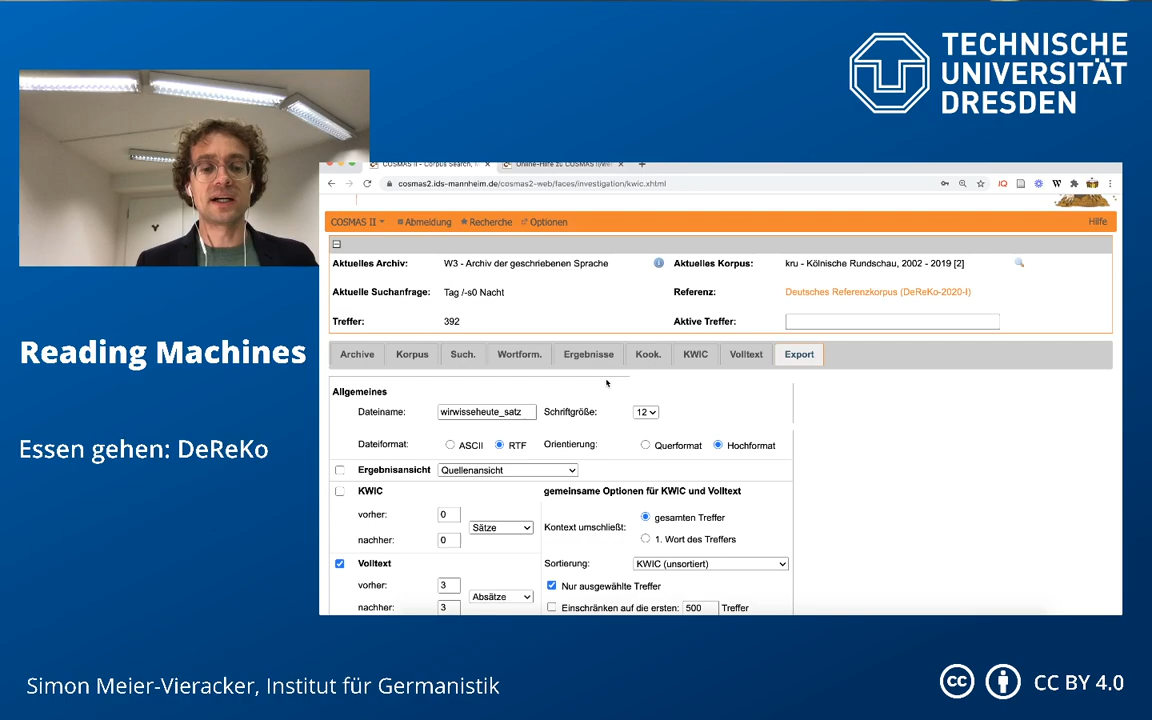 TECHNISCHE
UNIVERSITÄT
DRESDEN
COSMAS II - Corpus Search,
Online-Hilfe zu COSMAS II/we
cosmas2.ids-mannheim.de/cosmas2-web/faces/investigation/kwic.xhtml
COSMAS II Abmeldung Recherche Optionen Hilfe
Aktuelles Archiv: W3 - Archiv der geschriebenen Sprache Aktuelles Korpus: kru - Kölnische Rundschau, 2002 - 2019 [2]
Aktuelle Suchanfrage: Tag /-s0 Nacht Referenz: Deutsches Referenzkorpus (DeReKo-2020-I)
Treffer: 392 Aktive Treffer:
Archive Korpus Such. Wortform. Ergebnisse Kook. KWIC Volltext Export
Allgemeines
Dateiname: wirwisseheute_satz Schriftgröße: 12
Dateiformat: ASCII RTF Orientierung: Querformat Hochformat
Ergebnisansicht Quellenansicht
KWIC gemeinsame Optionen für KWIC und Volltext
vorher: 0 Sätze Kontext umschließt: gesamten Treffer
nachher: 0 1. Wort des Treffers
Volltext Sortierung: KWIC (unsortiert)
vorher: 3 Absätze Nur ausgewählte Treffer
nachher: 3 Einschränken auf die ersten: 500 Treffer
Reading Machines
Essen gehen: DeReKo
Simon Meier-Vieracker, Institut für Germanistik
cc CC BY 4.0